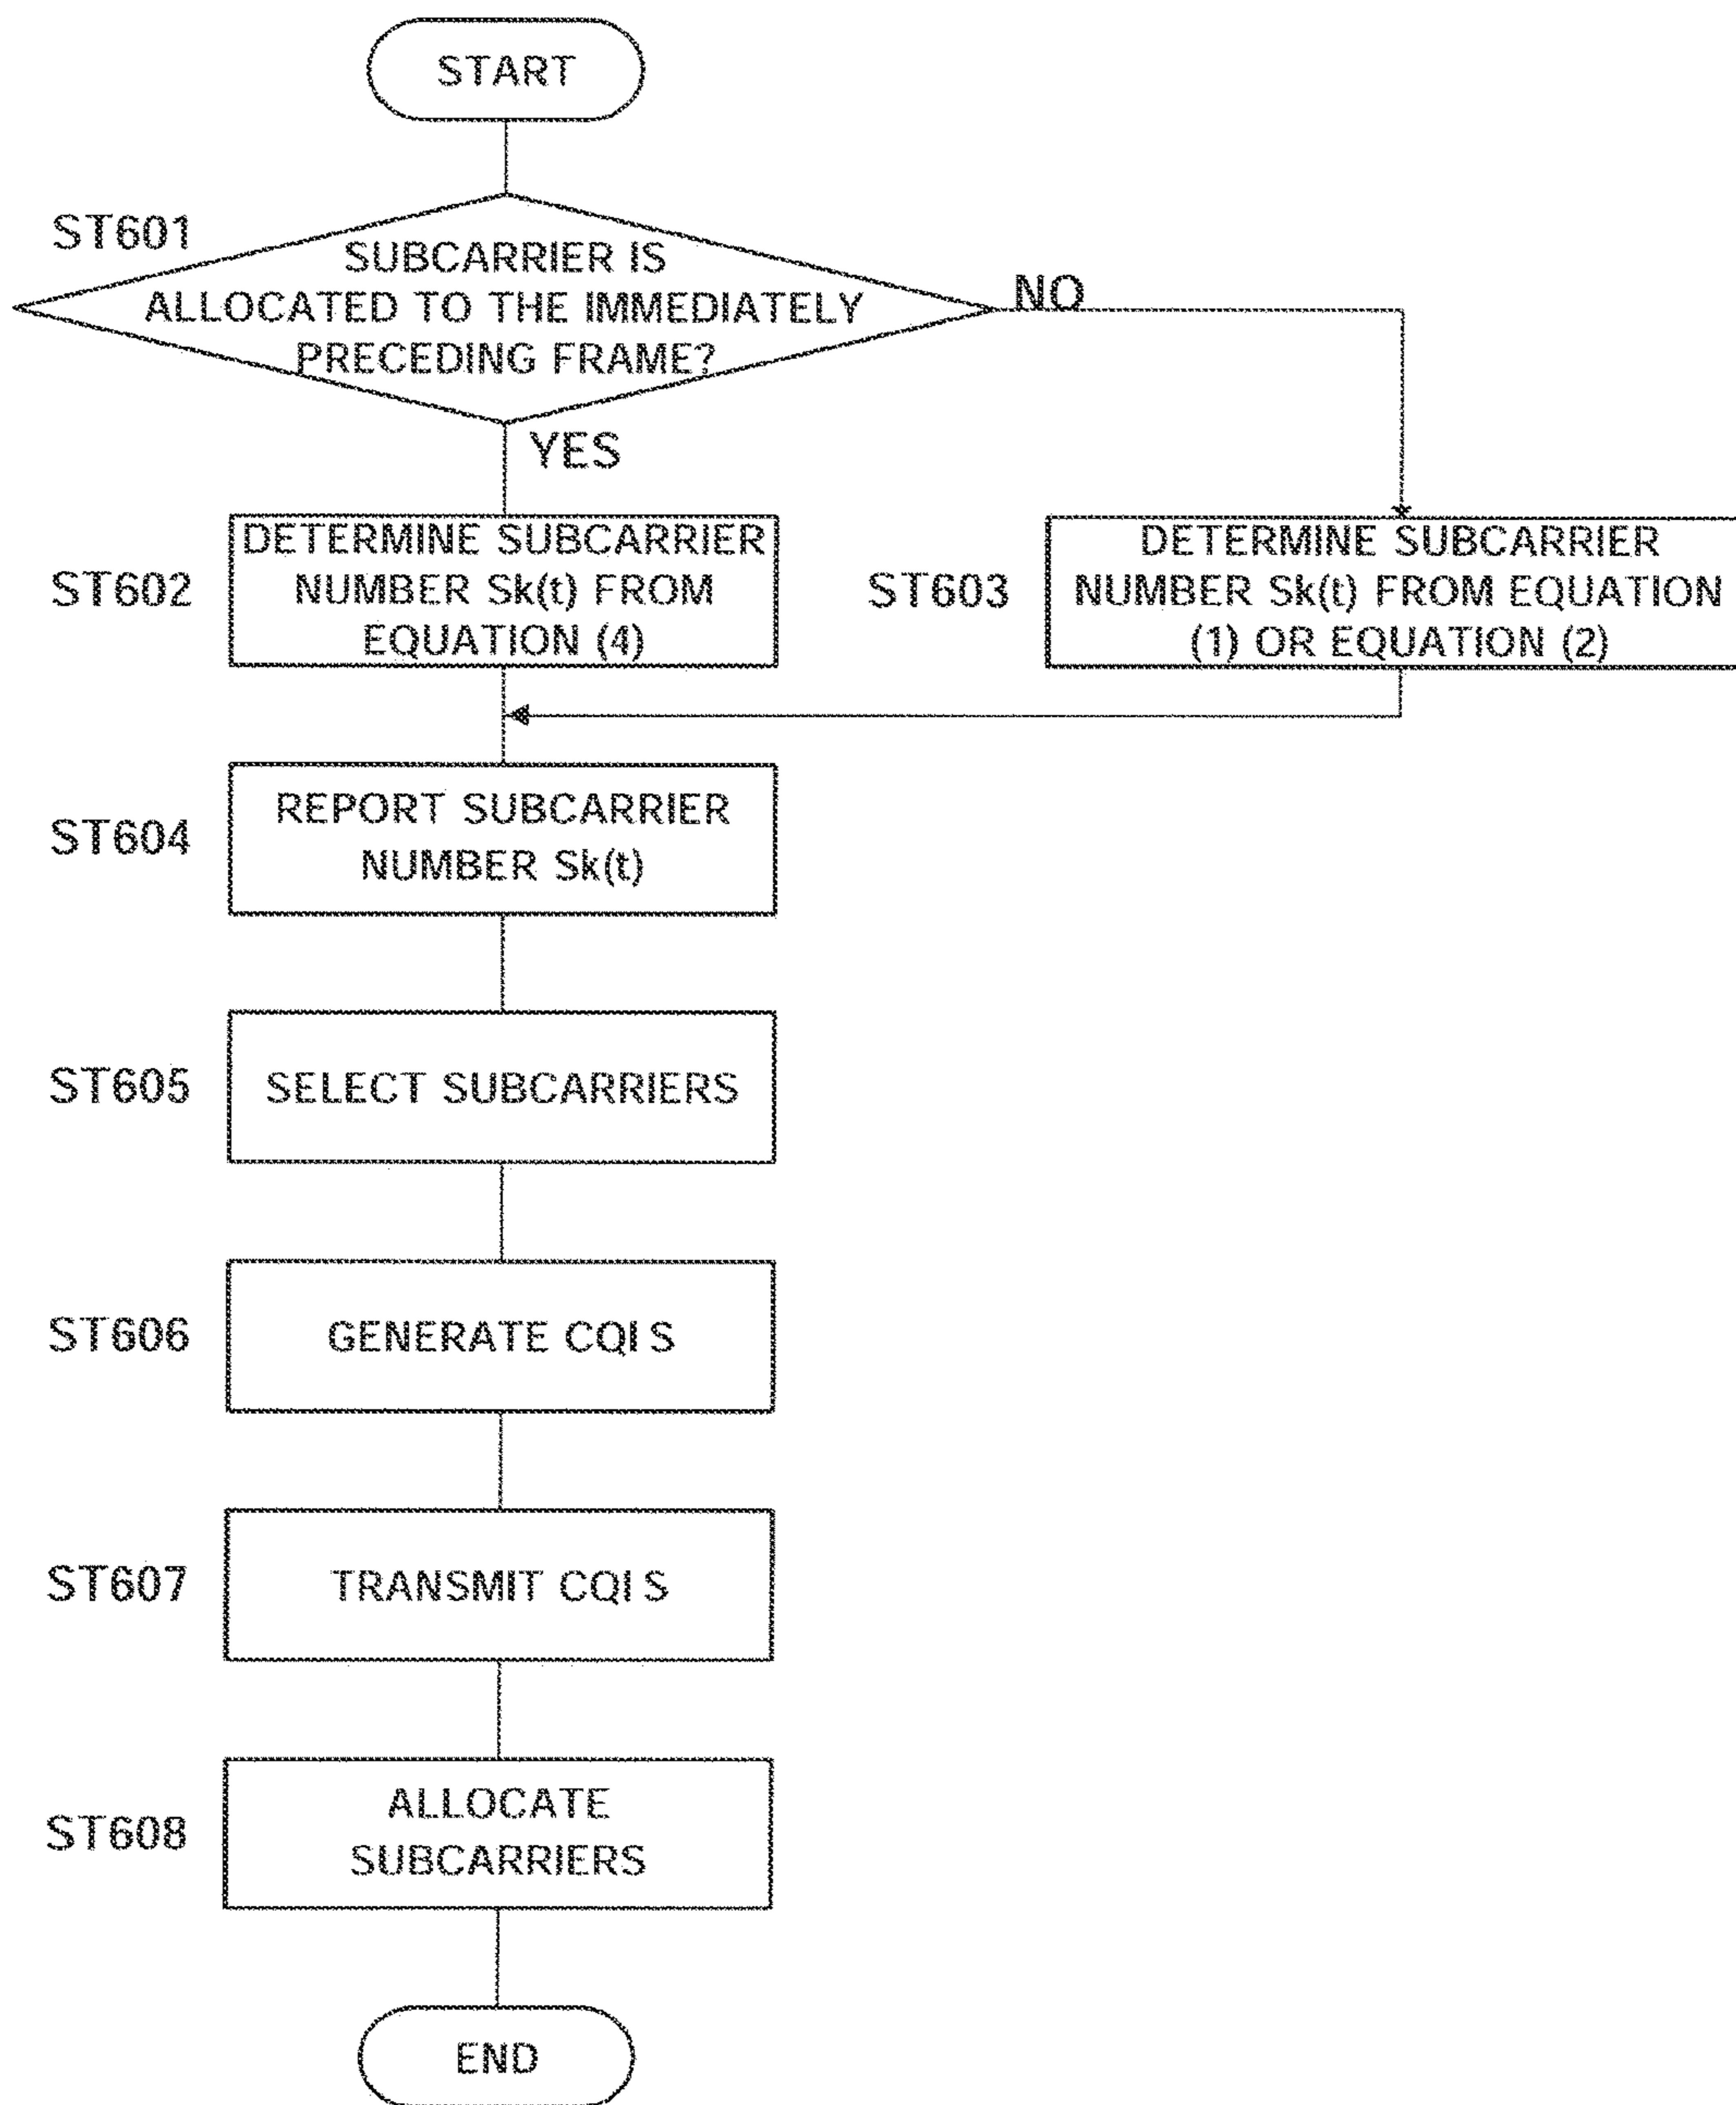 START
ST601
SUBCARRIER IS
ALLOCATED TO THE IMMEDIATELY
PRECEDING FRAME?
NO
YES
ST602
DETERMINE SUBCARRIER
NUMBER Sk(t) FROM
EQUATION (4)
ST603
DETERMINE SUBCARRIER
NUMBER Sk(t) FROM EQUATION
(1) OR EQUATION (2)
ST604
REPORT SUBCARRIER
NUMBER Sk(t)
ST605
SELECT SUBCARRIERS
ST606
GENERATE CQI S
ST607
TRANSMIT CQI S
ST608
ALLOCATE
SUBCARRIERS
END